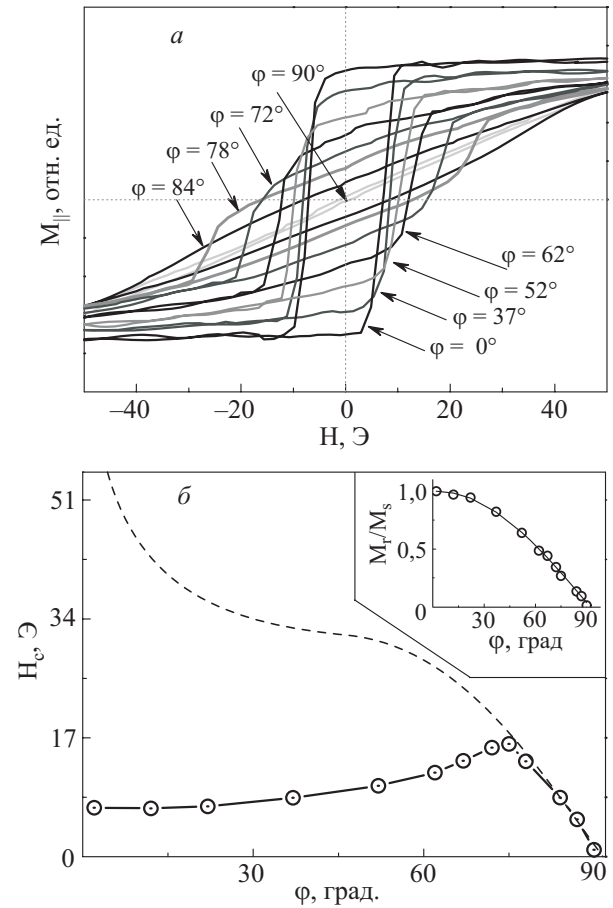 а
φ = 90°
φ = 72°
φ = 78°
φ = 84°
φ = 62°
φ = 52°
φ = 37°
φ = 0°
M||, отн. ед.
–40 –20 0 20 40
H, Э
б
51
34
17
0
Hc, Э
30 60 90
φ, град.
1,0
0,5
0
Mr/Ms
0 30 60 90
φ, град